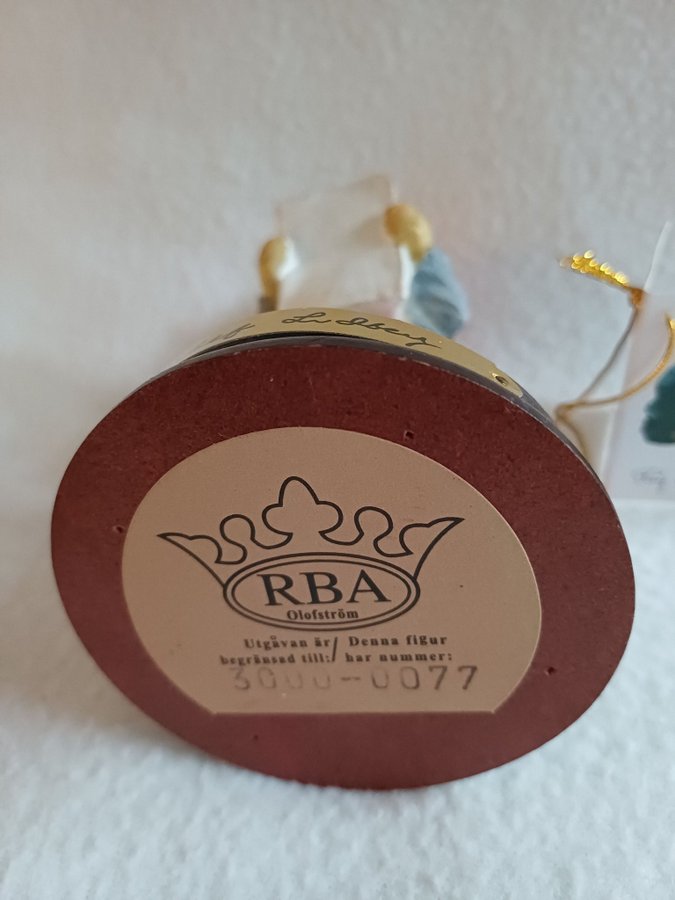 RBA
Olofström
Utgåvan är/ Denna figur
begränsad till:/ har nummer:
3000-0077